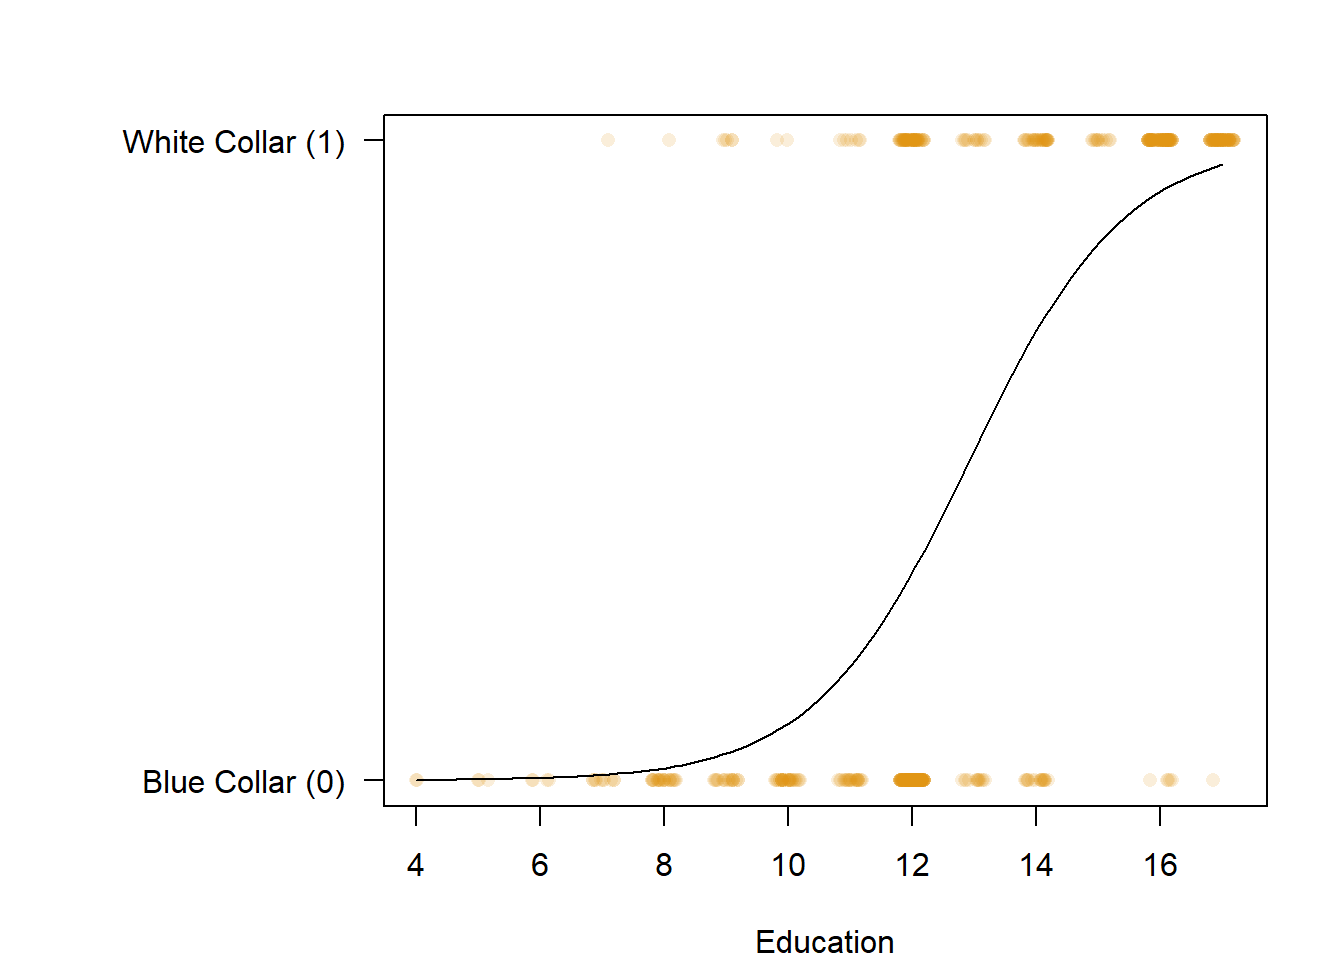 White Collar (1)
Blue Collar (0)
4 6 8 10 12 14 16
Education